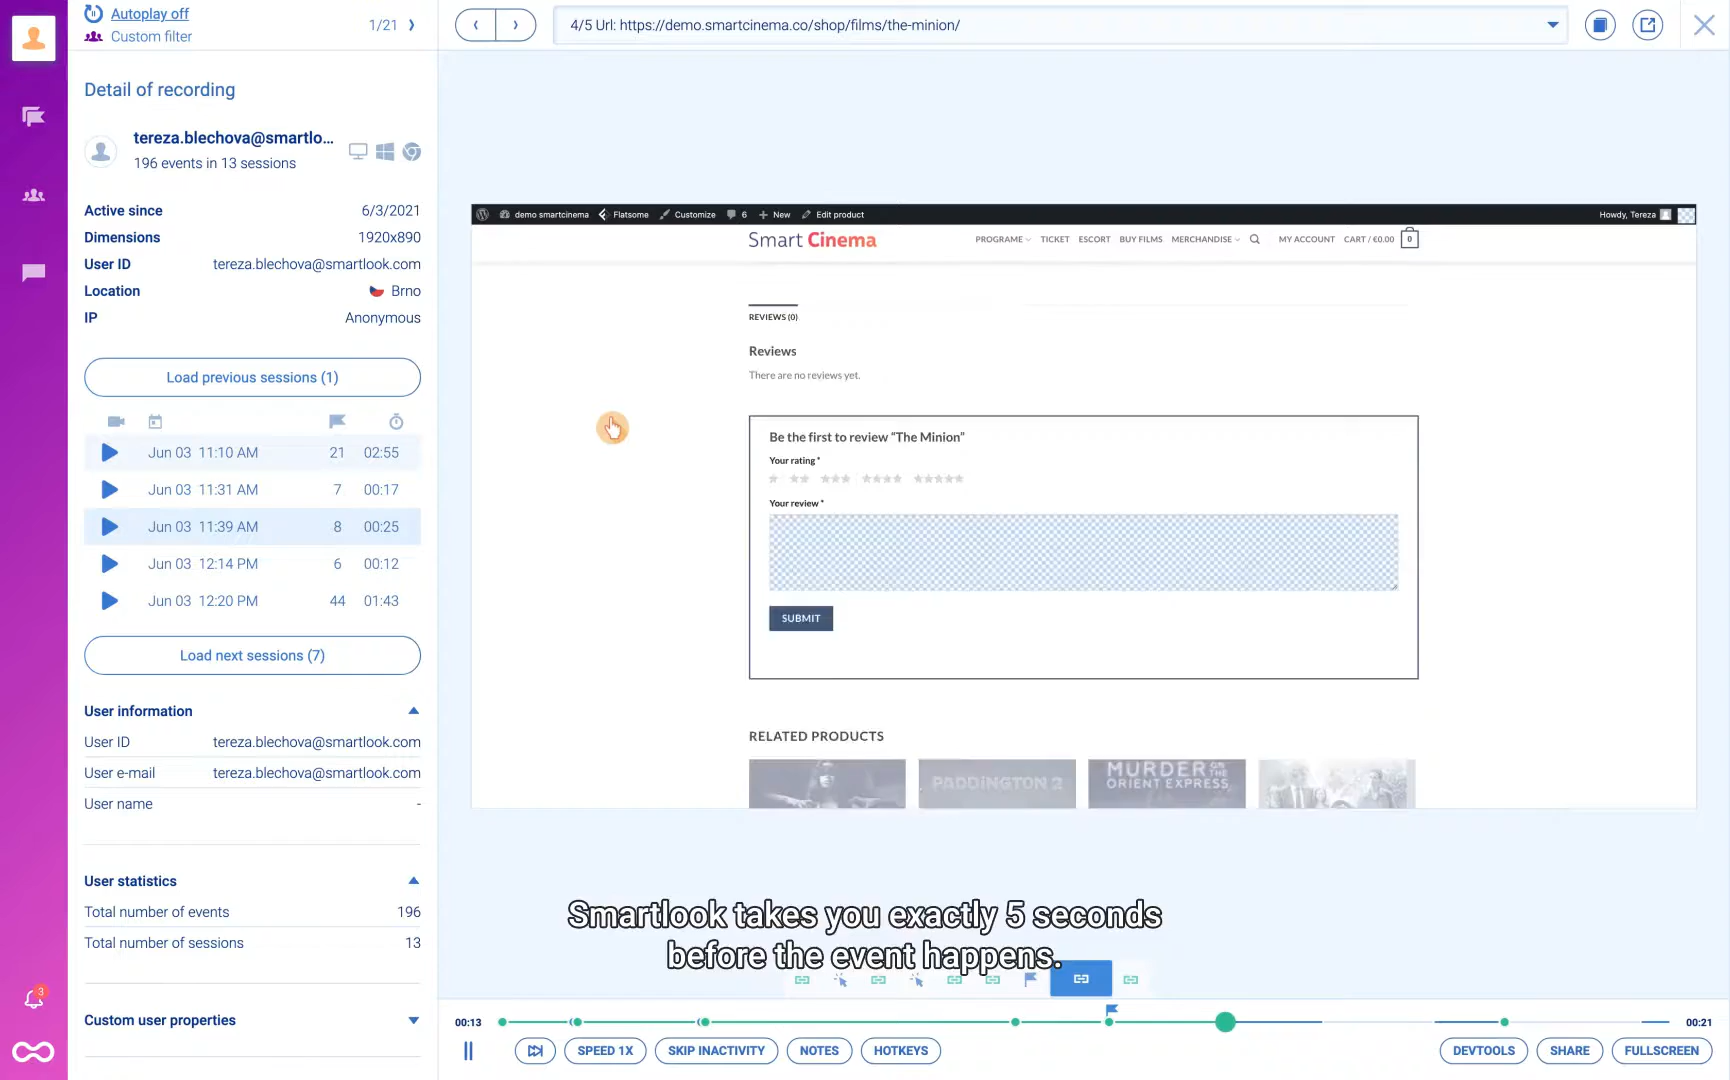 Autoplay off
Custom filter
1/21
4/5 Url: https://demo.smartcinema.co/shop/films/the-minion/
Detail of recording
tereza.blechova@smartlo...
196 events in 13 sessions
Active since 6/3/2021
Dimensions 1920x890
User ID tereza.blechova@smartlook.com
Location Brno
IP Anonymous
Load previous sessions (1)
Jun 03 11:10 AM 21 02:55
Jun 03 11:31 AM 7 00:17
Jun 03 11:39 AM 8 00:25
Jun 03 12:14 PM 6 00:12
Jun 03 12:20 PM 44 01:43
Load next sessions (7)
User information
User ID tereza.blechova@smartlook.com
User e-mail tereza.blechova@smartlook.com
User name -
User statistics
Total number of events 196
Total number of sessions 13
Custom user properties
3
demo smartcinema Flatsome Customize 6 New Edit product Howdy, Tereza
Smart Cinema PROGRAME TICKET ESCORT BUY FILMS MERCHANDISE MY ACCOUNT CART / €0.00 0
REVIEWS (0)
Reviews
There are no reviews yet.
Be the first to review “The Minion”
Your rating *
Your review *
SUBMIT
RELATED PRODUCTS
PADDINGTON 2
MURDER ON THE
ORIENT EXPRESS
Smartlook takes you exactly 5 seconds
before the event happens.
00:13 00:21
SPEED 1X SKIP INACTIVITY NOTES HOTKEYS DEVTOOLS SHARE FULLSCREEN